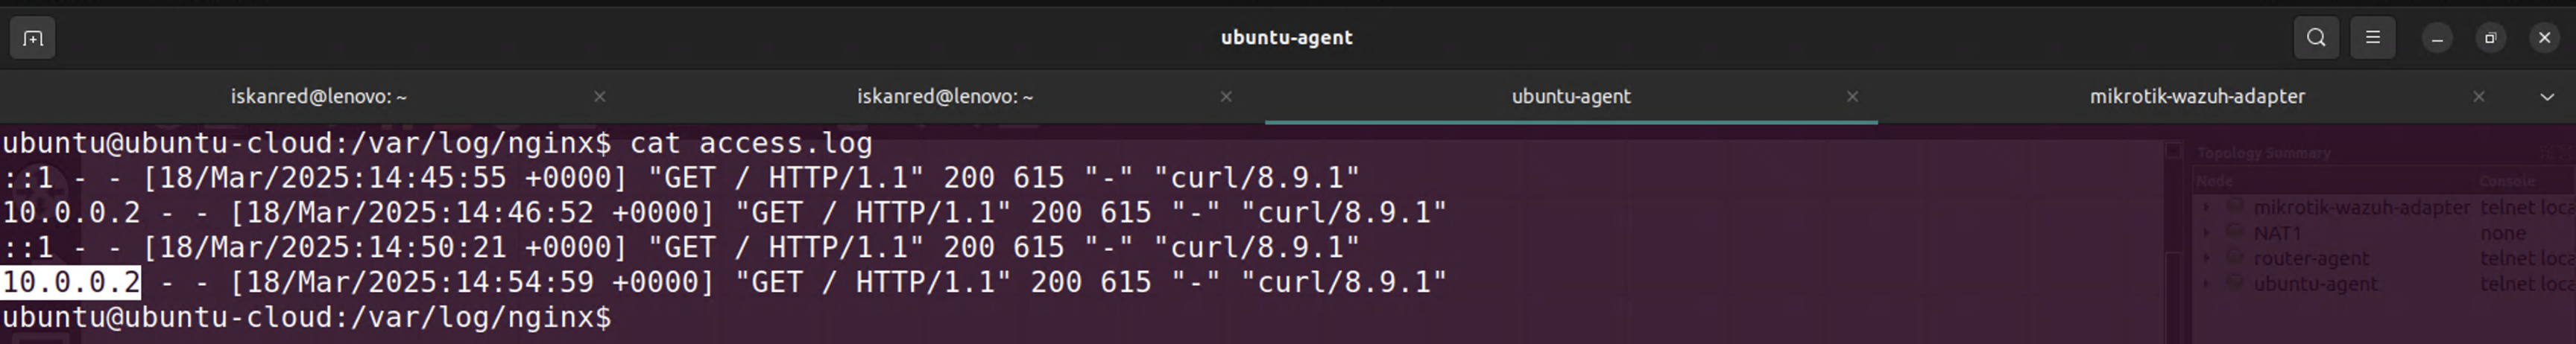 ubuntu-agent
iskanred@lenovo: ~ iskanred@lenovo: ~ ubuntu-agent mikrotik-wazuh-adapter
ubuntu@ubuntu-cloud:/var/log/nginx$ cat access.log
::1 - - [18/Mar/2025:14:45:55 +0000] "GET / HTTP/1.1" 200 615 "-" "curl/8.9.1"
10.0.0.2 - - [18/Mar/2025:14:46:52 +0000] "GET / HTTP/1.1" 200 615 "-" "curl/8.9.1"
::1 - - [18/Mar/2025:14:50:21 +0000] "GET / HTTP/1.1" 200 615 "-" "curl/8.9.1"
10.0.0.2 - - [18/Mar/2025:14:54:59 +0000] "GET / HTTP/1.1" 200 615 "-" "curl/8.9.1"
ubuntu@ubuntu-cloud:/var/log/nginx$
Topology Summary
Node Console
mikrotik-wazuh-adapter telnet loca
NAT1 none
router-agent telnet loca
ubuntu-agent telnet loca